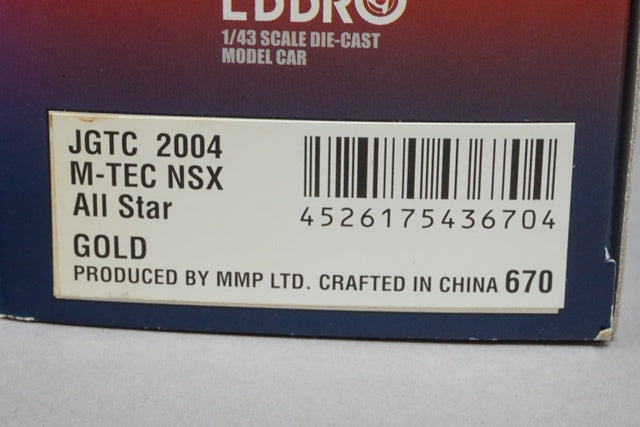 EBBRO
1/43 SCALE DIE-CAST
MODEL CAR
JGTC 2004
M-TEC NSX
All Star
GOLD
PRODUCED BY MMP LTD. CRAFTED IN CHINA 670
4526175436704